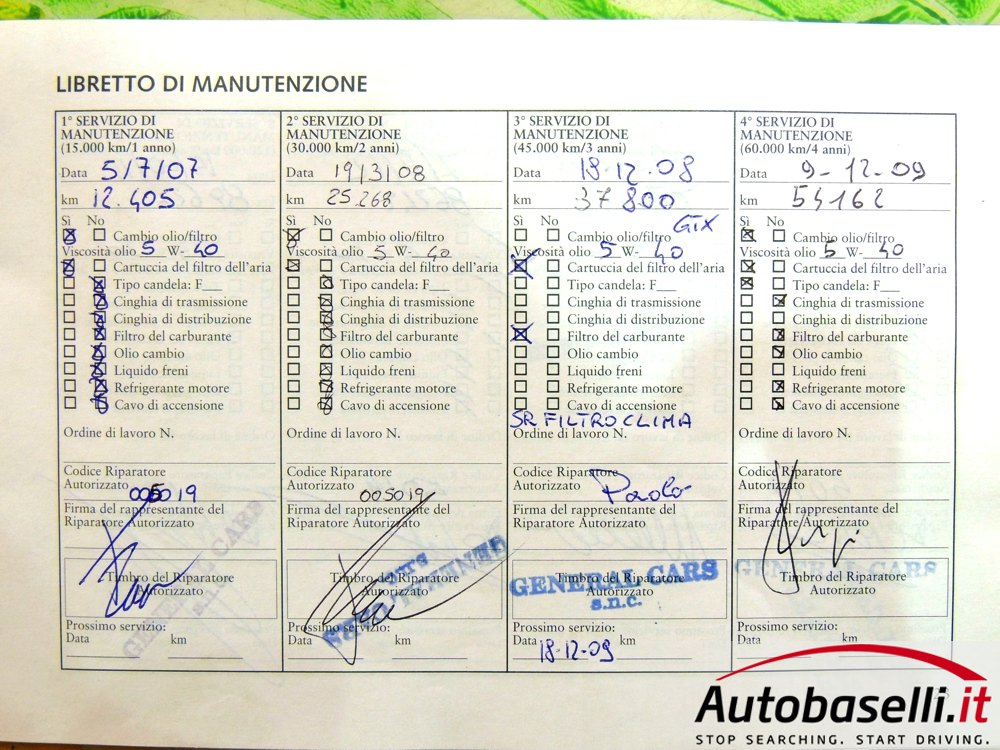 LIBRETTO DI MANUTENZIONE
1° SERVIZIO DI
MANUTENZIONE
(15.000 km/1 anno)
Data 5/7/07
km 12.405
Sì No
Cambio olio/filtro
Viscosità olio 5 W- 40
Cartuccia del filtro dell'aria
Tipo candela: F__
Cinghia di trasmissione
Cinghia di distribuzione
Filtro del carburante
Olio cambio
Liquido freni
Refrigerante motore
Cavo di accensione
Ordine di lavoro N.
Codice Riparatore
Autorizzato 005019
Firma del rappresentante del
Riparatore Autorizzato
Timbro del Riparatore
Autorizzato
GENERAL CARS
Prossimo servizio:
Data km
2° SERVIZIO DI
MANUTENZIONE
(30.000 km/2 anni)
Data 19/3/08
km 25.268
Sì No
Cambio olio/filtro
Viscosità olio 5 W- 40
Cartuccia del filtro dell'aria
Tipo candela: F__
Cinghia di trasmissione
Cinghia di distribuzione
Filtro del carburante
Olio cambio
Liquido freni
Refrigerante motore
Cavo di accensione
Ordine di lavoro N.
Codice Riparatore
Autorizzato 005019
Firma del rappresentante del
Riparatore Autorizzato
Timbro del Riparatore
Autorizzato
GENERAL CARS
s.n.c.
Prossimo servizio:
Data km
3° SERVIZIO DI
MANUTENZIONE
(45.000 km/3 anni)
Data 18-12-08
km 37800
Sì No GTX
Cambio olio/filtro
Viscosità olio 5 W- 40
Cartuccia del filtro dell'aria
Tipo candela: F__
Cinghia di trasmissione
Cinghia di distribuzione
Filtro del carburante
Olio cambio
Liquido freni
Refrigerante motore
Cavo di accensione
SR FILTRO CLIMA
Ordine di lavoro N.
Codice Riparatore
Autorizzato Paolo
Firma del rappresentante del
Riparatore Autorizzato
Timbro del Riparatore
Autorizzato
GENERAL CARS
s.n.c.
Prossimo servizio:
Data 18-12-09 km
4° SERVIZIO DI
MANUTENZIONE
(60.000 km/4 anni)
Data 9-12-09
km 54162
Sì No
Cambio olio/filtro
Viscosità olio 5 W- 40
Cartuccia del filtro dell'aria
Tipo candela: F__
Cinghia di trasmissione
Cinghia di distribuzione
Filtro del carburante
Olio cambio
Liquido freni
Refrigerante motore
Cavo di accensione
Ordine di lavoro N.
Codice Riparatore
Autorizzato
Firma del rappresentante del
Riparatore Autorizzato
Timbro del Riparatore
Autorizzato
GENERAL CARS
Prossimo servizio:
Data km
Autobaselli.it
STOP SEARCHING. START DRIVING.